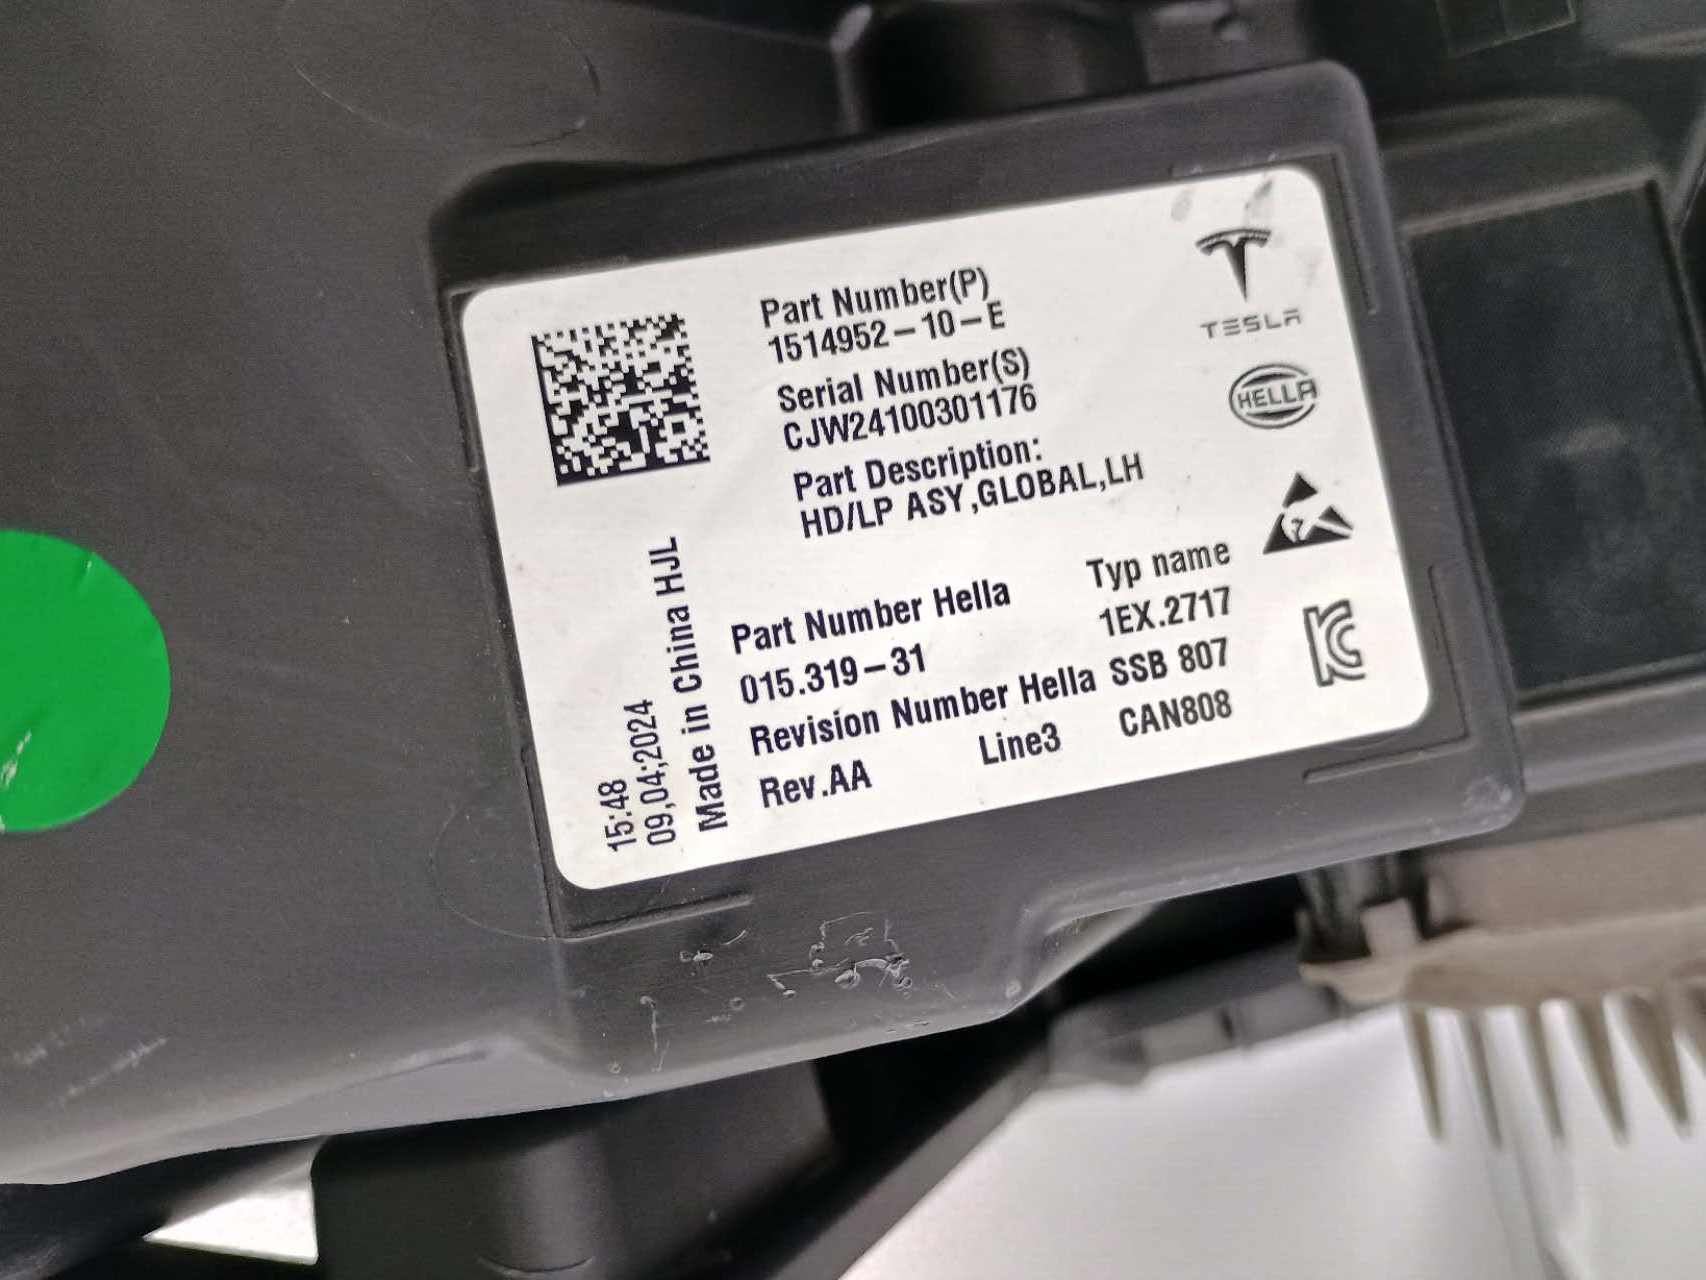 Part Number(P)
1514952-10-E
Serial Number(S)
CJW24100301176
Part Description:
HD/LP ASY,GLOBAL,LH
TESLA
HELLA
Part Number Hella
015.319-31
Revision Number Hella
Rev.AA
Line3
Typ name
1EX.2717
SSB 807
CAN808
15:48
09,04;2024
Made in China HJL